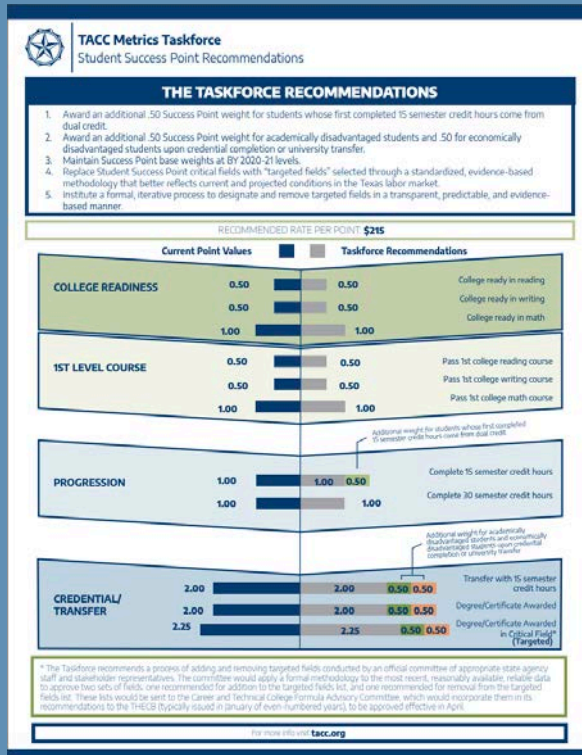 TACC Metrics Taskforce
Student Success Point Recommendations
THE TASKFORCE RECOMMENDATIONS
1. Award an additional .50 Success Point weight for students whose first completed 15 semester credit hours come from
dual credit.
2. Award an additional .50 Success Point weight for academically disadvantaged students and .50 for economically
disadvantaged students upon credential completion or university transfer.
3. Maintain Success Point base weights at BY 2020-21 levels.
4. Replace Student Success Point critical fields with "targeted fields" selected through a standardized, evidence-based
methodology that better reflects current and projected conditions in the Texas labor market.
5. Institute a formal, iterative process to designate and remove targeted fields in a transparent, predictable, and evidence-
based manner.
RECOMMENDED RATE PER POINT: $215
Current Point Values Taskforce Recommendations
COLLEGE READINESS
0.50 0.50 College ready in reading
0.50 0.50 College ready in writing
1.00 1.00 College ready in math
1ST LEVEL COURSE
0.50 0.50 Pass 1st college reading course
0.50 0.50 Pass 1st college writing course
1.00 1.00 Pass 1st college math course
Additional weight for students whose first completed
15 semester credit hours come from dual credit
PROGRESSION
1.00 1.00 0.50 Complete 15 semester credit hours
1.00 1.00 Complete 30 semester credit hours
Additional weight for academically
disadvantaged students and economically
disadvantaged students upon credential
completion or university transfer
CREDENTIAL/
TRANSFER
2.00 2.00 0.50 0.50 Transfer with 15 semester
credit hours
2.00 2.00 0.50 0.50 Degree/Certificate Awarded
2.25 2.25 0.50 0.50 Degree/Certificate Awarded
in Critical Field*
(Targeted)
* The Taskforce recommends a process of adding and removing targeted fields conducted by an official committee of appropriate state agency
staff and stakeholder representatives. The committee would apply a formal methodology to the most recent, reasonably available, reliable data
to approve two sets of fields: one recommended for addition to the targeted fields list, and one recommended for removal from the targeted
fields list. These lists would be sent to the Career and Technical College Formula Advisory Committee, which would incorporate them in its
recommendations to the THECB (typically issued in January of even-numbered years), to be approved effective in April.
For more info visit tacc.org